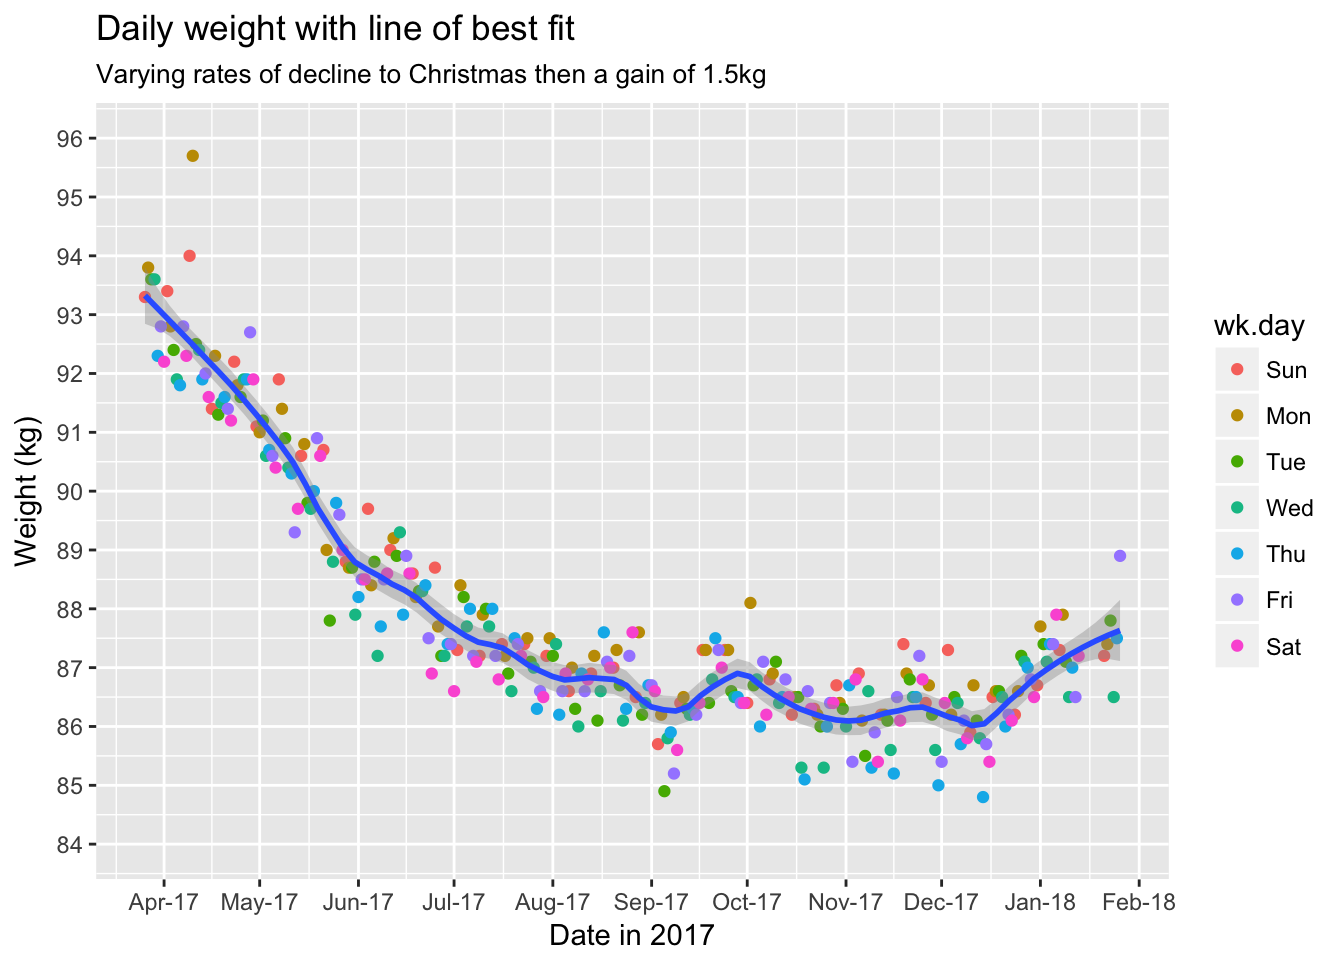 Daily weight with line of best fit
Varying rates of decline to Christmas then a gain of 1.5kg
96
95
94
93
92
91
90
89
88
87
86
85
84
Weight (kg)
Apr-17 May-17 Jun-17 Jul-17 Aug-17 Sep-17 Oct-17 Nov-17 Dec-17 Jan-18 Feb-18
Date in 2017
wk.day
Sun
Mon
Tue
Wed
Thu
Fri
Sat